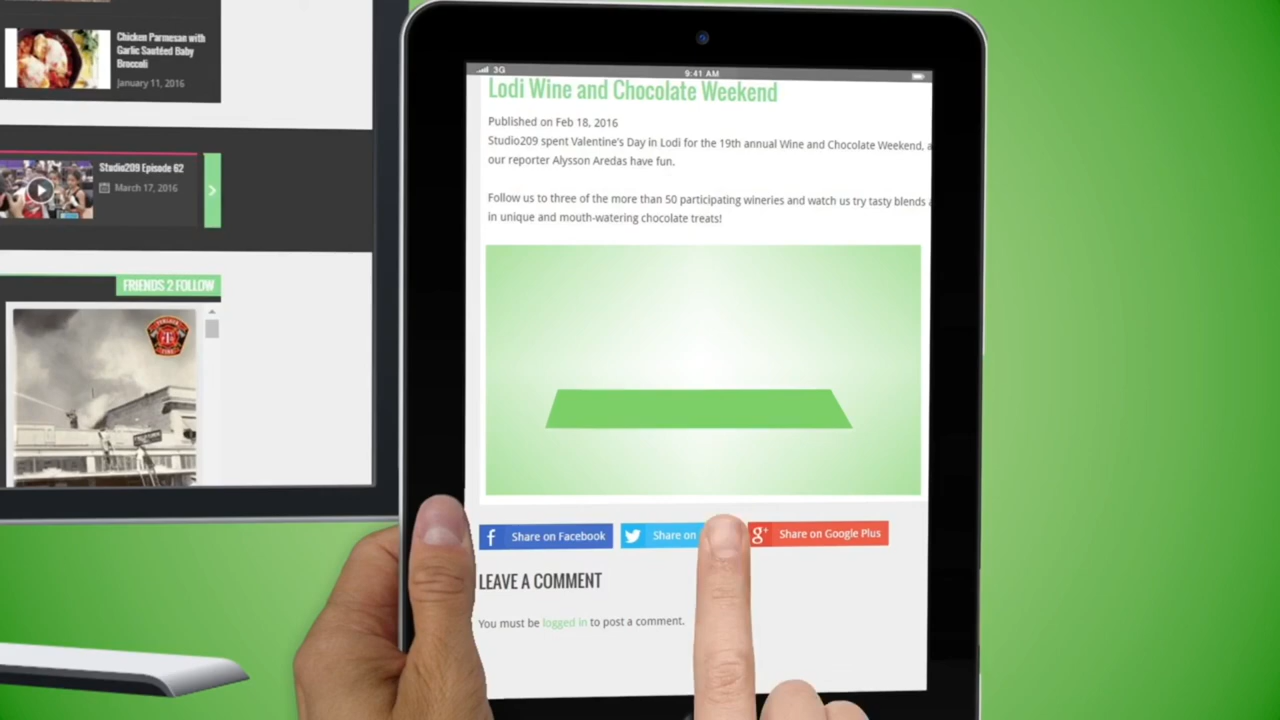 Chicken Parmesan with
Garlic Sautéed Baby
Broccoli
January 11, 2016
Studio209 Episode 62
March 17, 2016
FRIENDS 2 FOLLOW
3G
9:41 AM
Lodi Wine and Chocolate Weekend
Published on Feb 18, 2016
Studio209 spent Valentine's Day in Lodi for the 19th annual Wine and Chocolate Weekend, a
our reporter Alysson Aredas have fun.
Follow us to three of the more than 50 participating wineries and watch us try tasty blends a
in unique and mouth-watering chocolate treats!
f Share on Facebook
Share on
g+ Share on Google Plus
LEAVE A COMMENT
You must be logged in to post a comment.